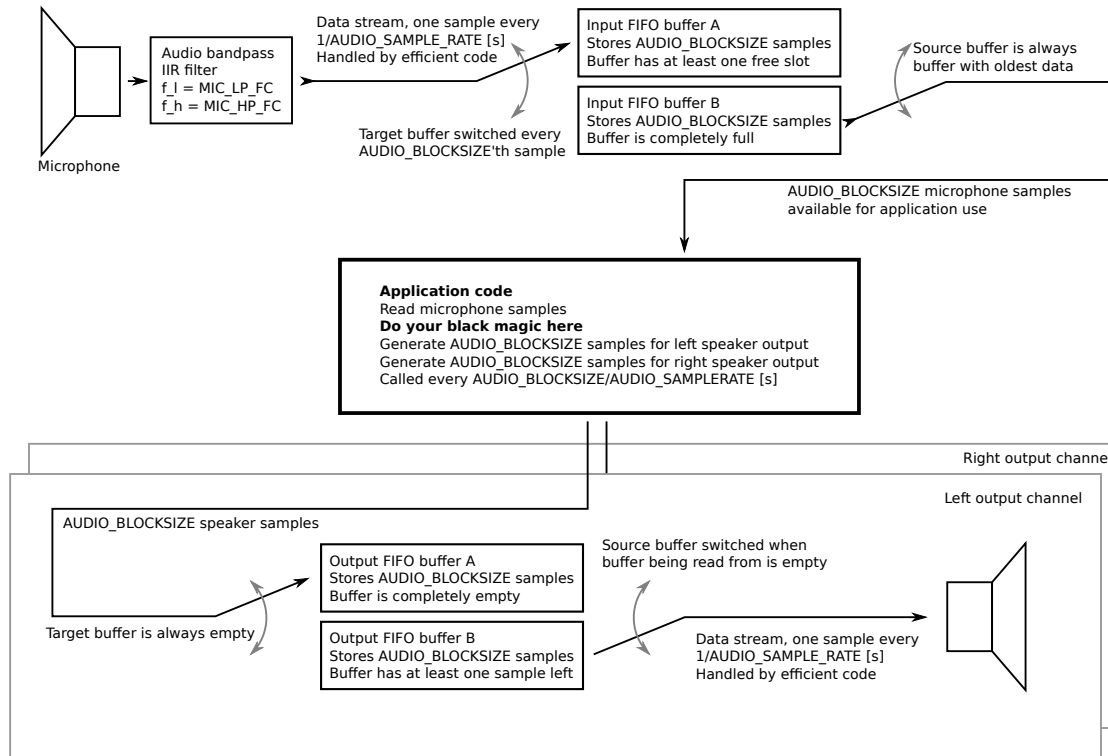 Data stream, one sample every
1/AUDIO_SAMPLE_RATE [s]
Handled by efficient code
Input FIFO buffer A
Stores AUDIO_BLOCKSIZE samples
Buffer has at least one free slot
Source buffer is always
buffer with oldest data
Audio bandpass
IIR filter
f_l = MIC_LP_FC
f_h = MIC_HP_FC
Input FIFO buffer B
Stores AUDIO_BLOCKSIZE samples
Buffer is completely full
Target buffer switched every
AUDIO_BLOCKSIZE'th sample
Microphone
AUDIO_BLOCKSIZE microphone samples
available for application use
Application code
Read microphone samples
Do your black magic here
Generate AUDIO_BLOCKSIZE samples for left speaker output
Generate AUDIO_BLOCKSIZE samples for right speaker output
Called every AUDIO_BLOCKSIZE/AUDIO_SAMPLERATE [s]
Right output channel
Left output channel
AUDIO_BLOCKSIZE speaker samples
Output FIFO buffer A
Stores AUDIO_BLOCKSIZE samples
Buffer is completely empty
Source buffer switched when
buffer being read from is empty
Target buffer is always empty
Output FIFO buffer B
Stores AUDIO_BLOCKSIZE samples
Buffer has at least one sample left
Data stream, one sample every
1/AUDIO_SAMPLE_RATE [s]
Handled by efficient code